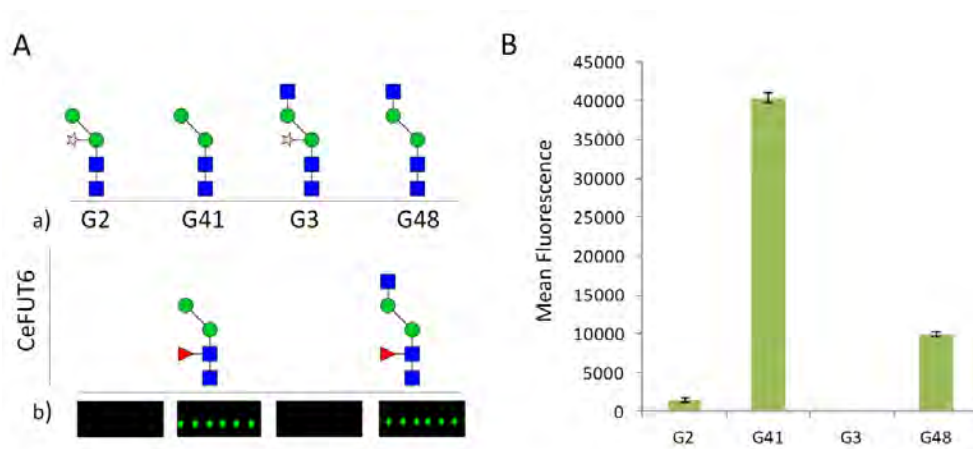 A
a) G2 G41 G3 G48
CeFUT6
b)
B
Mean Fluorescence
45000
40000
35000
30000
25000
20000
15000
10000
5000
0
G2 G41 G3 G48